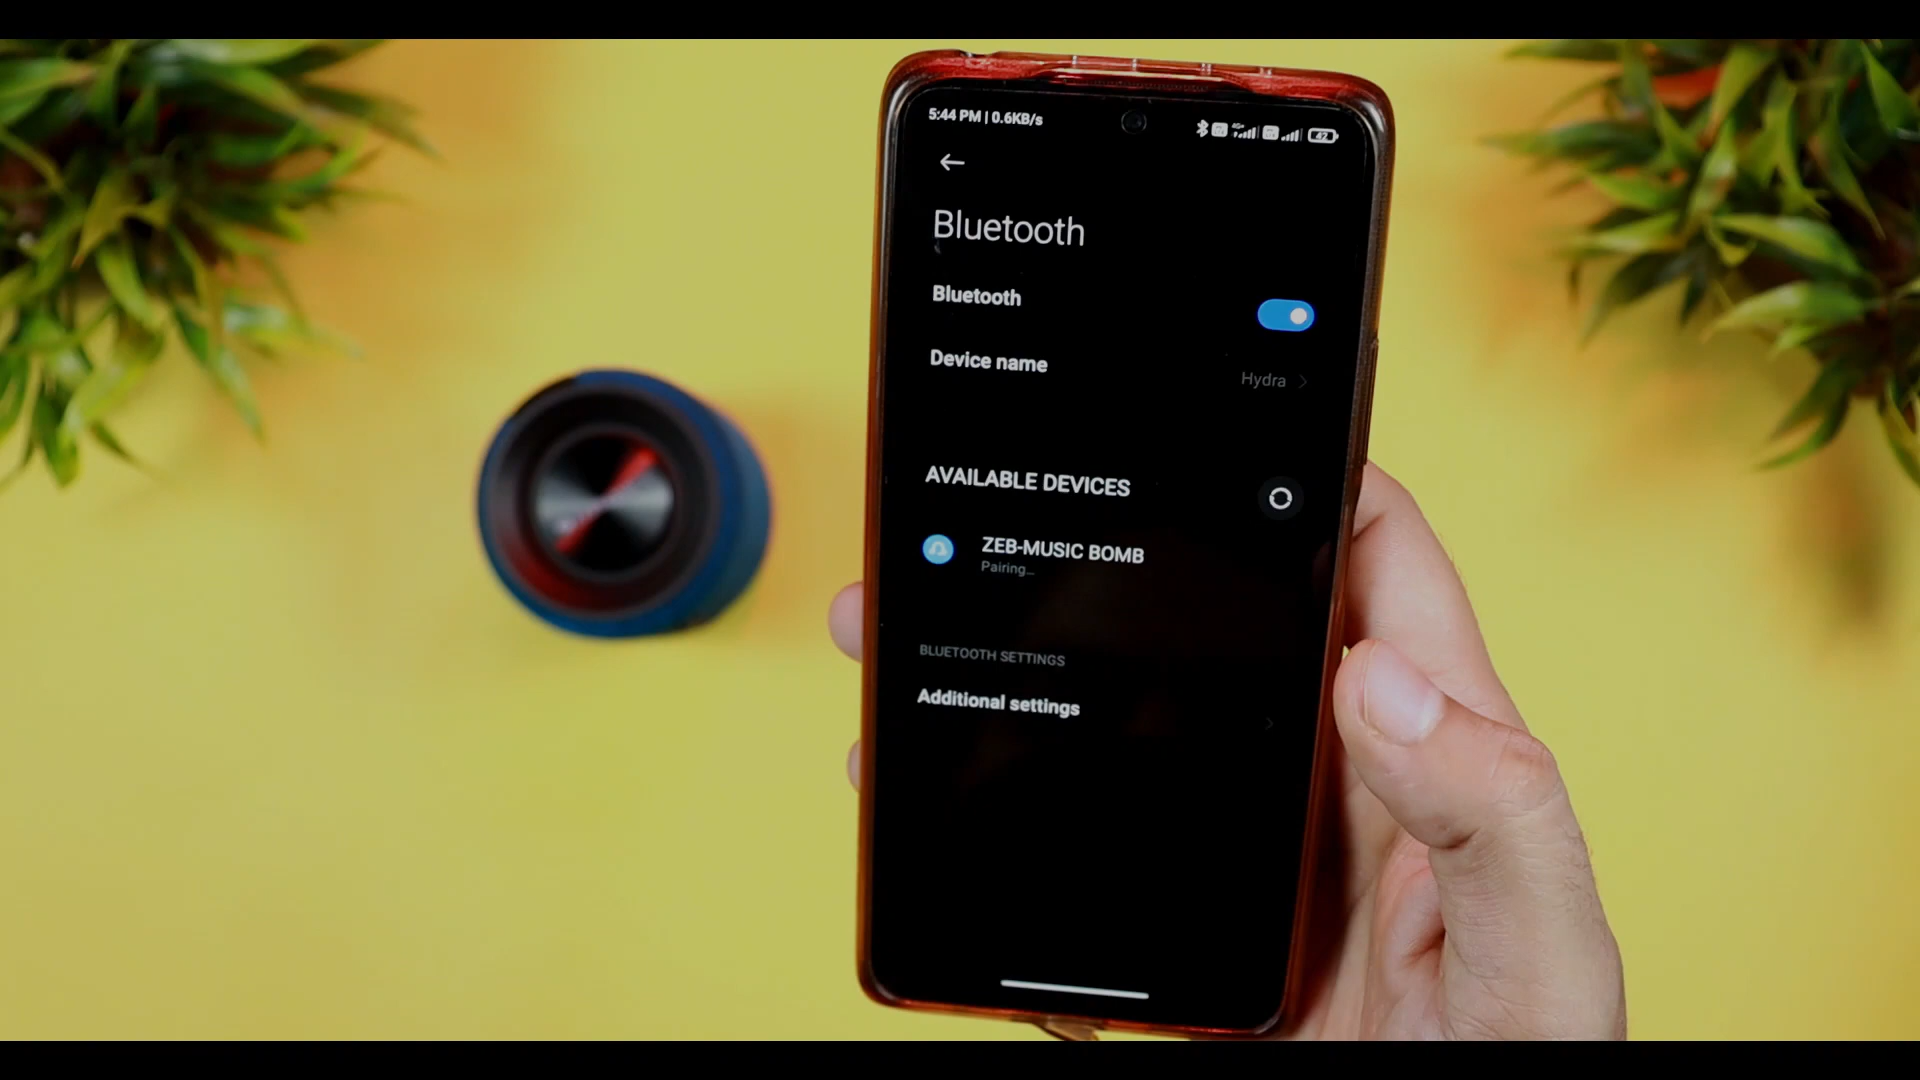 5:44 PM | 0.6KB/s
42
Bluetooth
Bluetooth
Device name
Hydra
AVAILABLE DEVICES
ZEB-MUSIC BOMB
Pairing...
BLUETOOTH SETTINGS
Additional settings